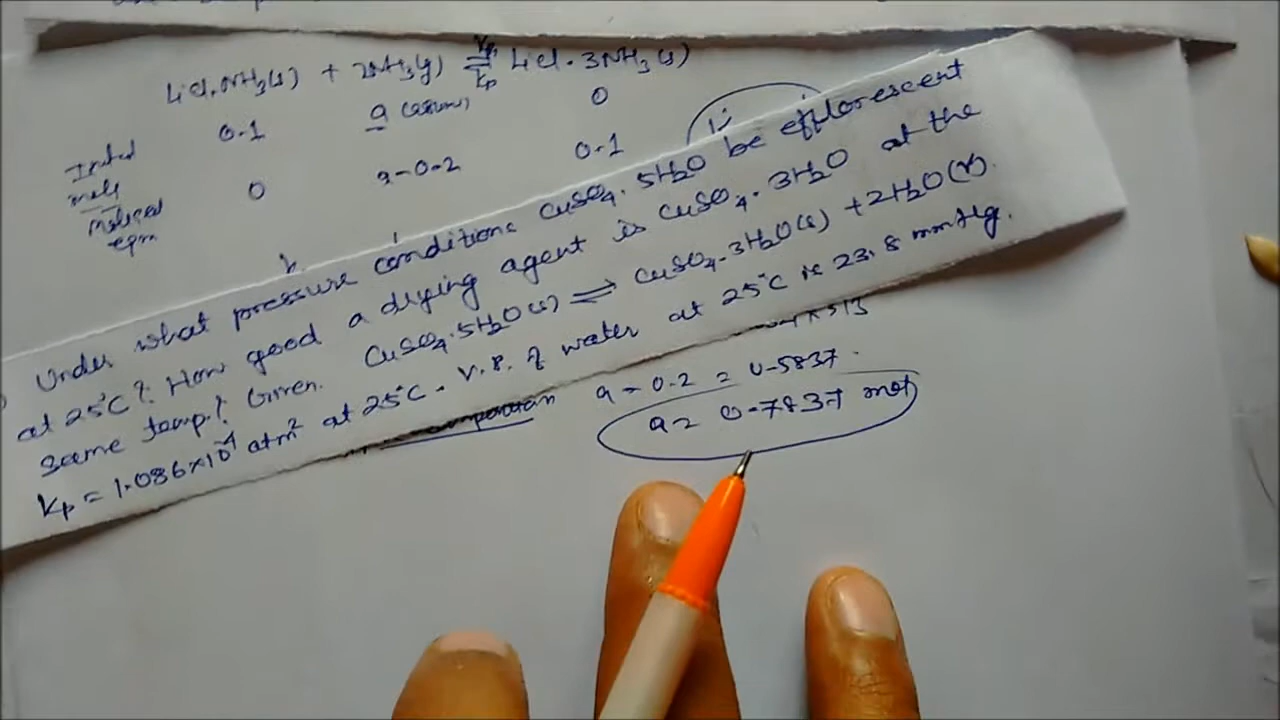 LiCl.NH3(s) + 2NH3(g) ⇌ LiCl.3NH3(s)
Kp
Initial mole 0.1 a (assume) 0
eqm 0 a-0.2 0.1
Under what pressure conditions CuSO4.5H2O be efflorescent
at 25°C? How good a drying agent is CuSO4.3H2O at the
same temp.? Given. CuSO4.5H2O(s) ⇌ CuSO4.3H2O(s) + 2H2O(v).
Kp = 1.086×10⁻⁴ atm² at 25°C. V.P. of water at 25°C is 23.8 mmHg.
a - 0.2 = 0.5837.
a = 0.7837 mol